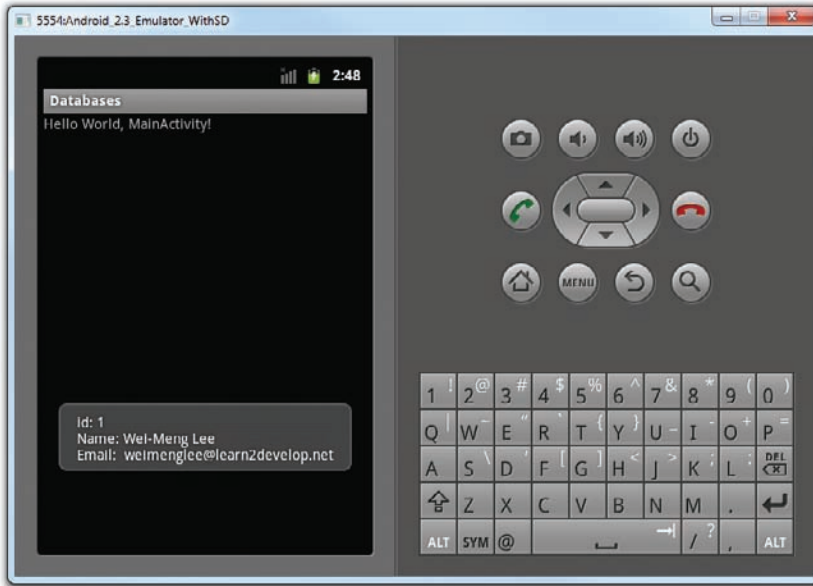 5554:Android_2.3_Emulator_WithSD
2:48
Databases
Hello World, MainActivity!
id: 1
Name: Wei-Meng Lee
Email: weimenglee@learn2develop.net
MENU
1 ! 2 @ 3 # 4 $ 5 % 6 ^ 7 & 8 * 9 ( 0 )
Q | W ~ E " R ` T { Y } U _ I - O + P =
A S \ D ' F [ G ] H < J > K ; L : DEL
Z X C V B N M .
ALT SYM @ / ? , ALT